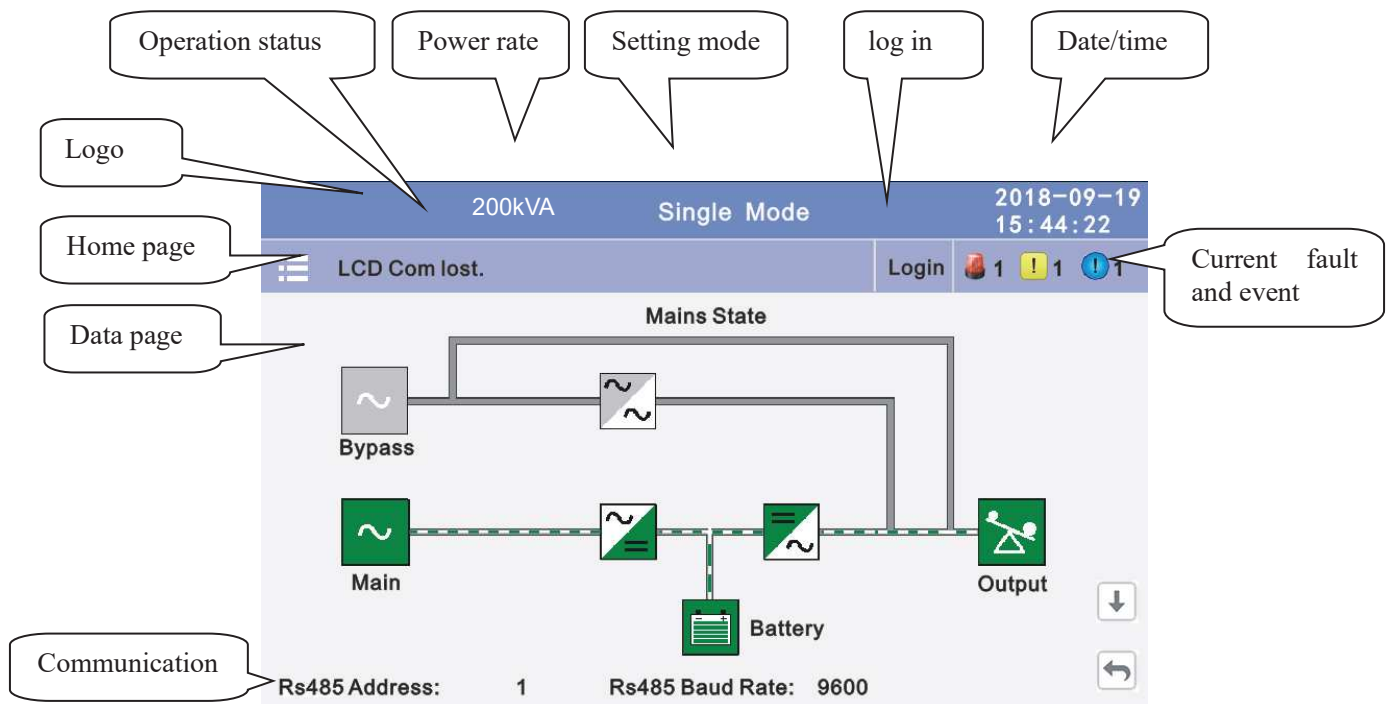 Operation status
Power rate
Setting mode
log in
Date/time
Logo
200kVA
Single Mode
2018-09-19
15:44:22
Home page
LCD Com lost.
Login
1
! 1
! 1
Current fault
and event
Data page
Mains State
Bypass
Main
Output
Battery
Communication
Rs485 Address: 1 Rs485 Baud Rate: 9600